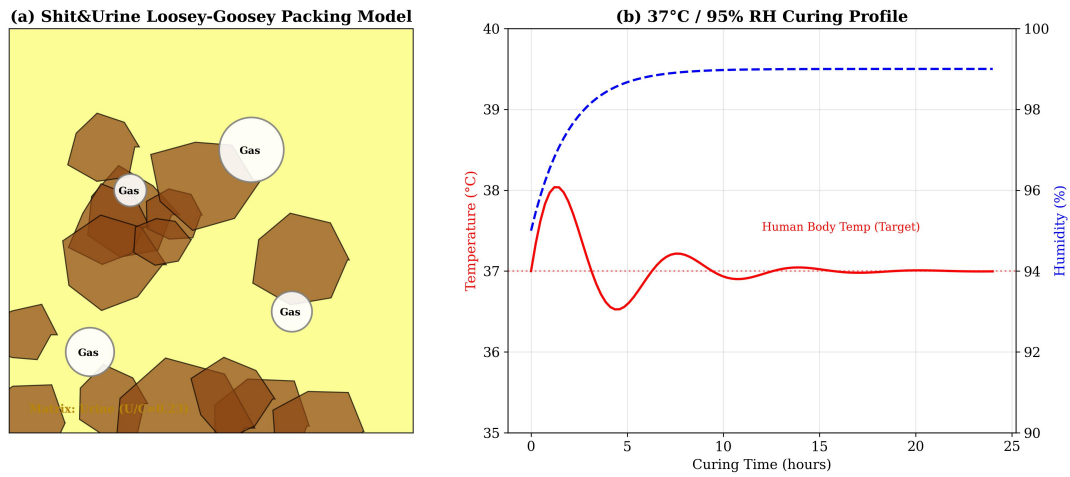 (a) Shit&Urine Loosey-Goosey Packing Model
Gas
Gas
Gas
Gas
Matrix:
(b) 37°C / 95% RH Curing Profile
40
39
38
37
36
35
Temperature (°C)
Human Body Temp (Target)
100
98
96
94
92
90
Humidity (%)
0 5 10 15 20 25
Curing Time (hours)